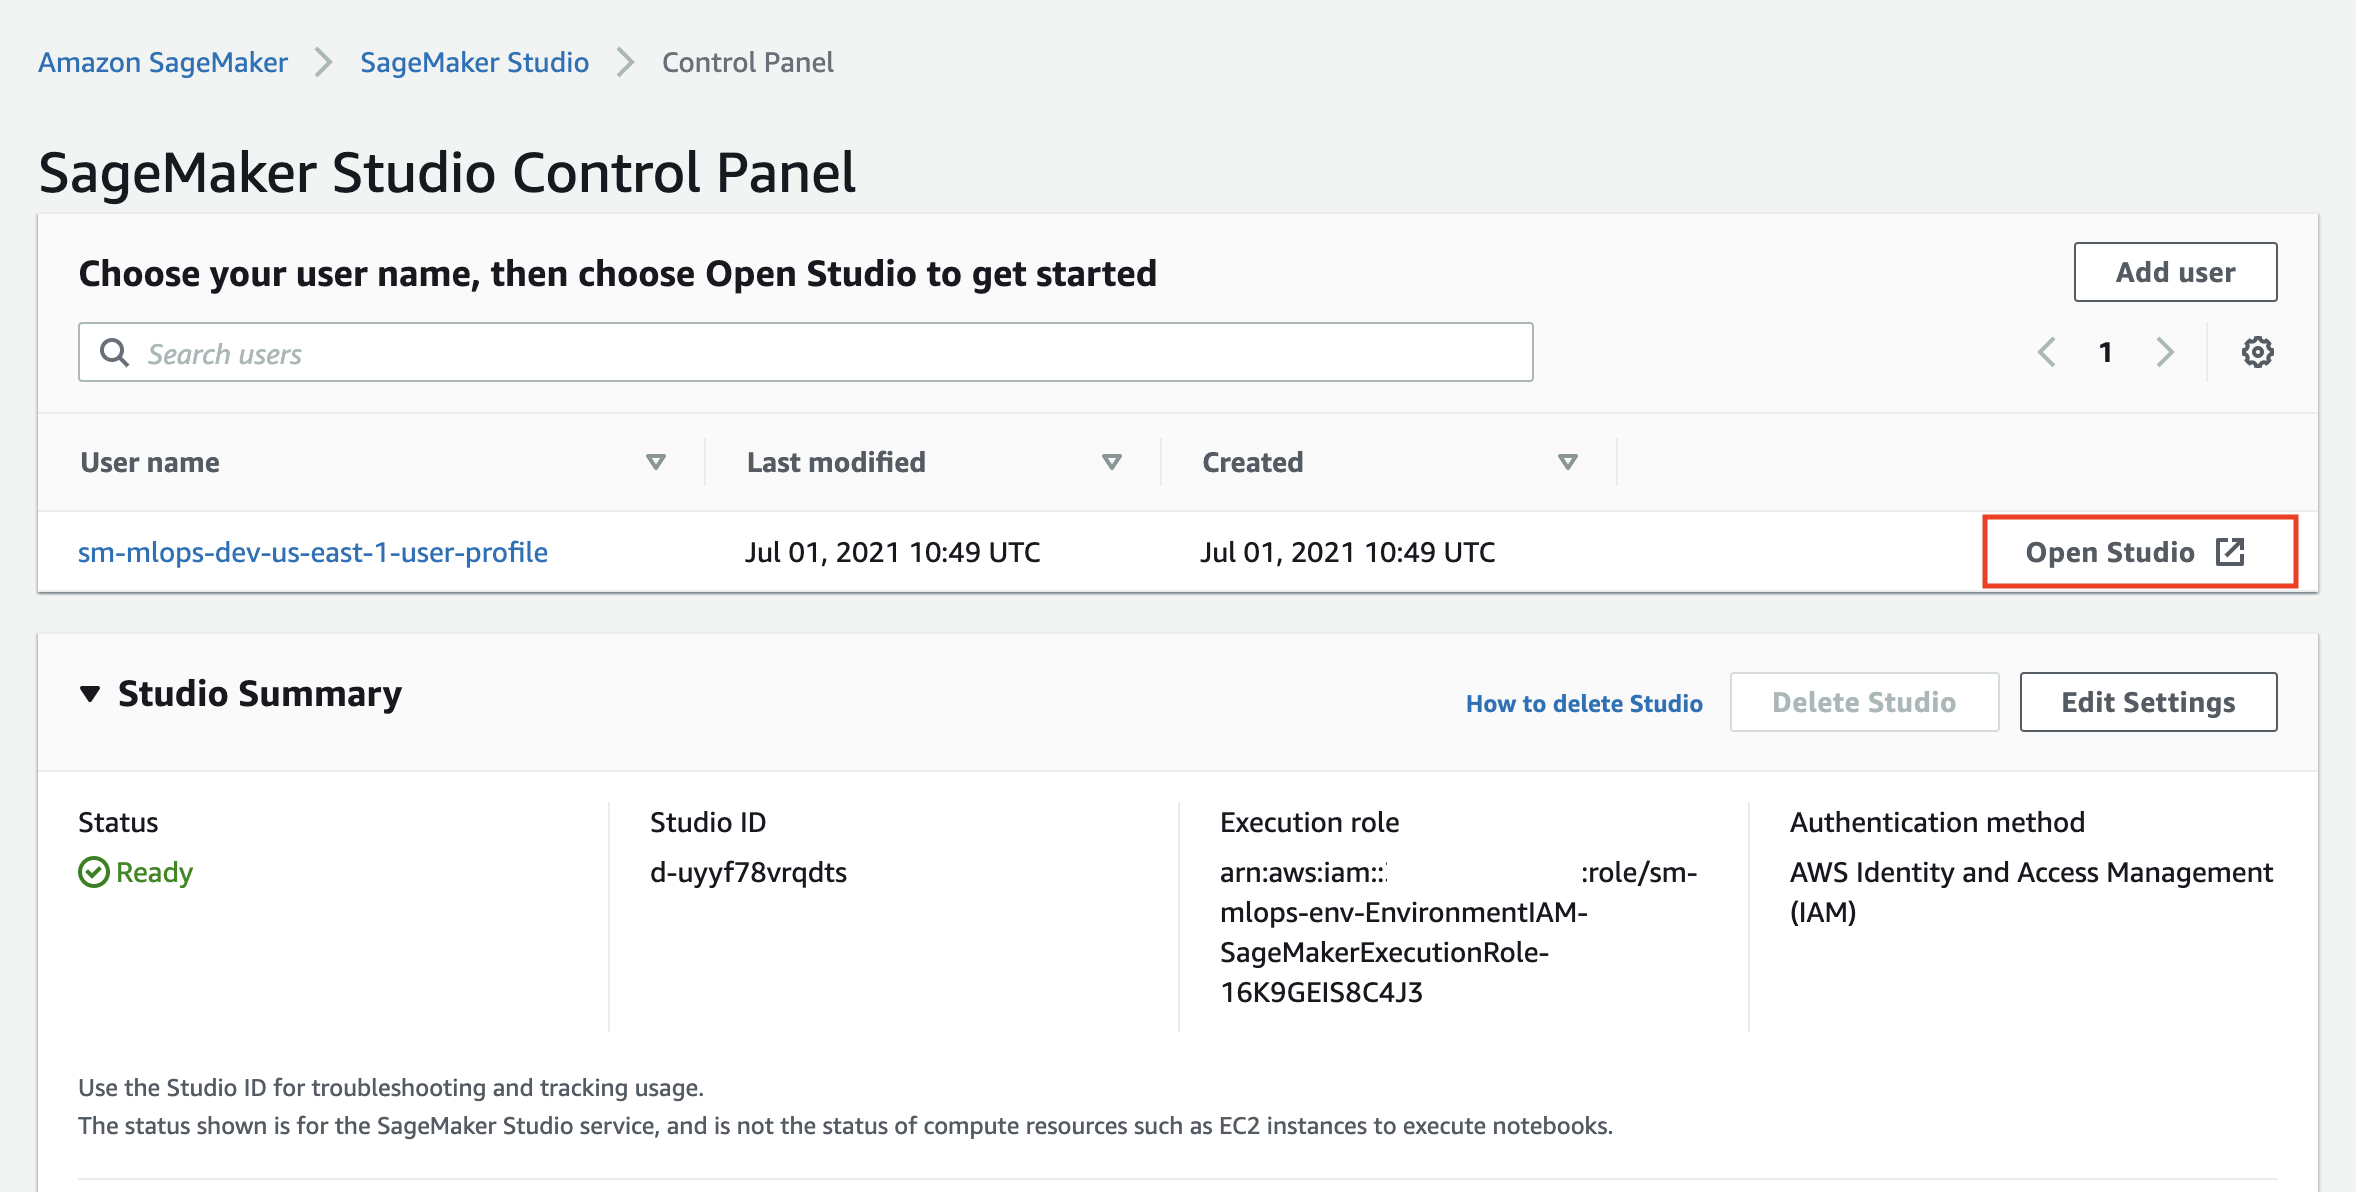 Amazon SageMaker > SageMaker Studio > Control Panel
SageMaker Studio Control Panel
Choose your user name, then choose Open Studio to get started
Add user
Search users
1
User name Last modified Created
sm-mlops-dev-us-east-1-user-profile Jul 01, 2021 10:49 UTC Jul 01, 2021 10:49 UTC Open Studio
Studio Summary
How to delete Studio Delete Studio Edit Settings
Status
Ready
Studio ID
d-uyyf78vrqdts
Execution role
arn:aws:iam:: :role/sm-
mlops-env-EnvironmentIAM-
SageMakerExecutionRole-
16K9GEIS8C4J3
Authentication method
AWS Identity and Access Management
(IAM)
Use the Studio ID for troubleshooting and tracking usage.
The status shown is for the SageMaker Studio service, and is not the status of compute resources such as EC2 instances to execute notebooks.